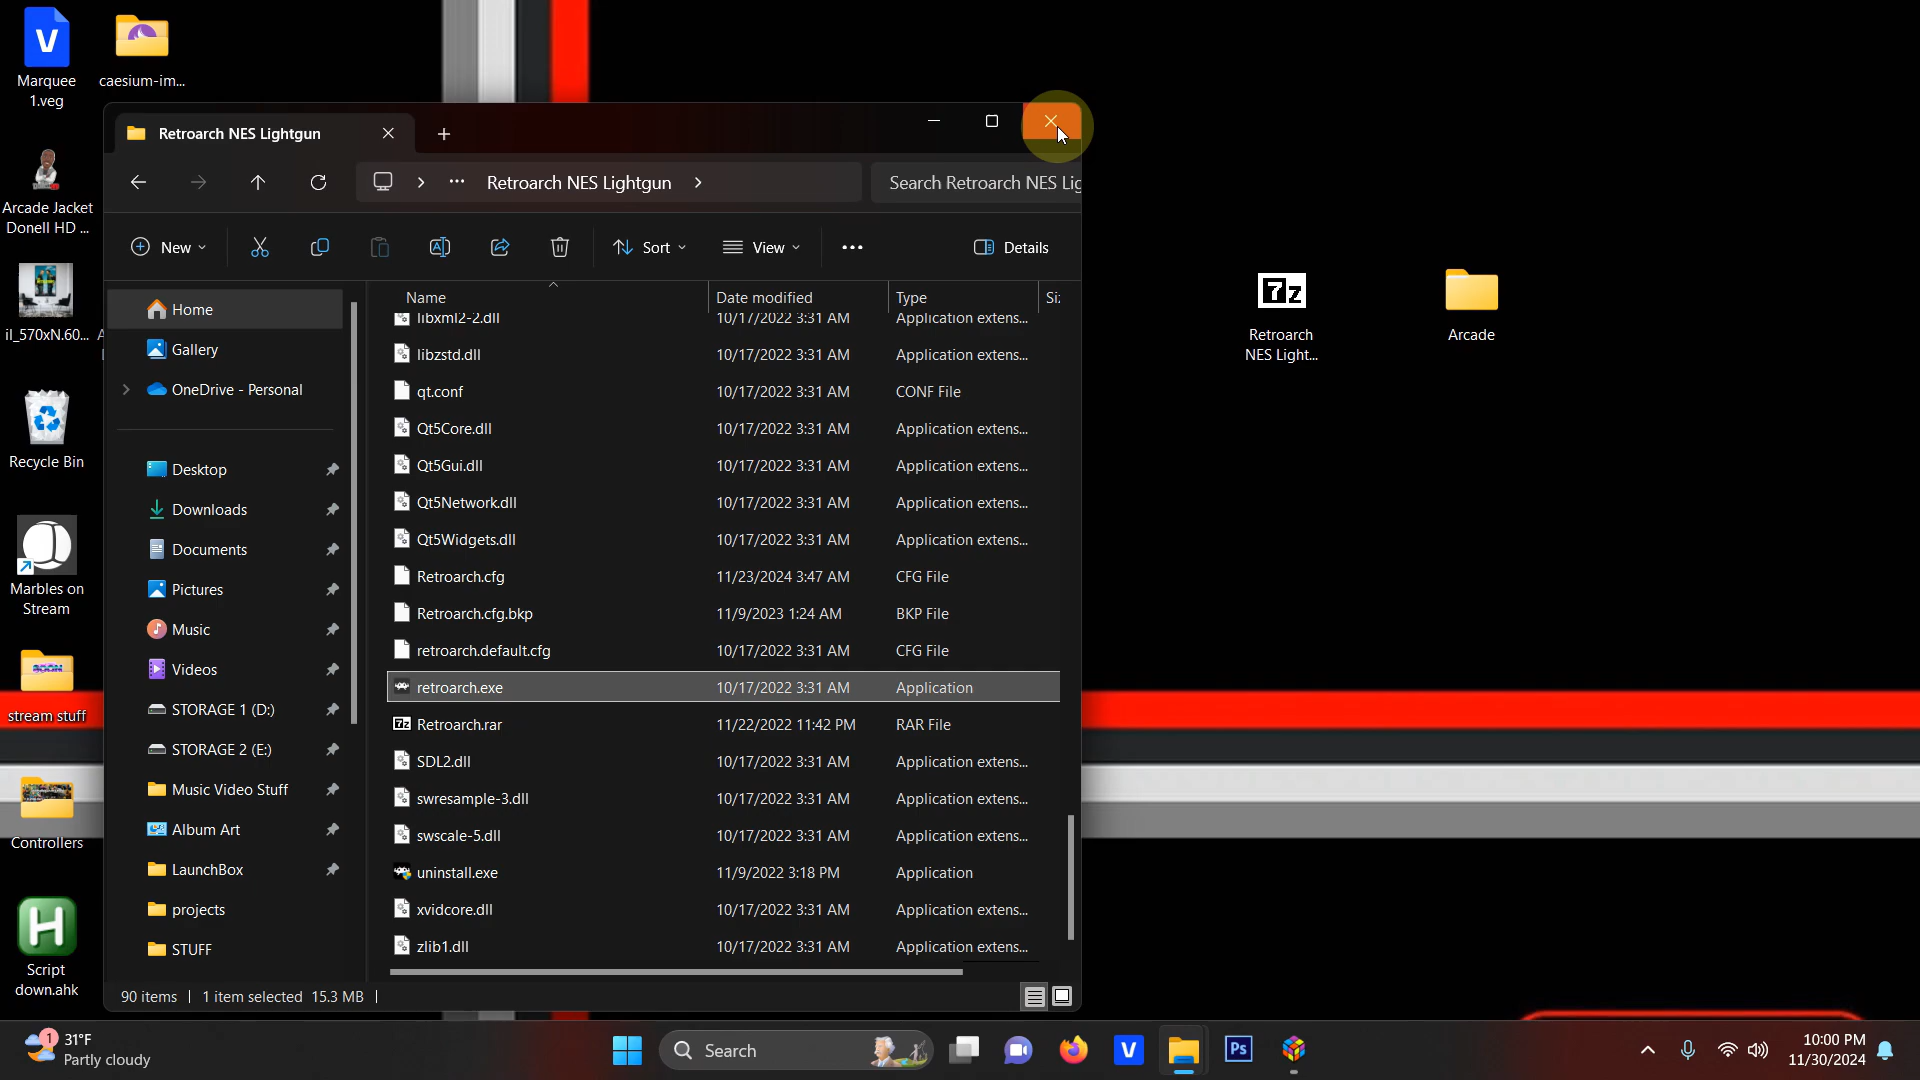 Marquee
1.veg
caesium-im...
Arcade Jacket
Donell HD ...
il_570xN.60...
Recycle Bin
Marbles on
Stream
SOON
stream stuff
Controllers
Script
down.ahk
Retroarch NES Lightgun
Retroarch NES Lightgun
Search Retroarch NES Lig
New
Sort
View
Details
Home
Gallery
OneDrive - Personal
Desktop
Downloads
Documents
Pictures
Music
Videos
STORAGE 1 (D:)
STORAGE 2 (E:)
Music Video Stuff
Album Art
LaunchBox
projects
STUFF
Name Date modified Type Si
libxml2-2.dll 10/17/2022 3:31 AM Application extens...
libzstd.dll 10/17/2022 3:31 AM Application extens...
qt.conf 10/17/2022 3:31 AM CONF File
Qt5Core.dll 10/17/2022 3:31 AM Application extens...
Qt5Gui.dll 10/17/2022 3:31 AM Application extens...
Qt5Network.dll 10/17/2022 3:31 AM Application extens...
Qt5Widgets.dll 10/17/2022 3:31 AM Application extens...
Retroarch.cfg 11/23/2024 3:47 AM CFG File
Retroarch.cfg.bkp 11/9/2023 1:24 AM BKP File
retroarch.default.cfg 10/17/2022 3:31 AM CFG File
retroarch.exe 10/17/2022 3:31 AM Application
Retroarch.rar 11/22/2022 11:42 PM RAR File
SDL2.dll 10/17/2022 3:31 AM Application extens...
swresample-3.dll 10/17/2022 3:31 AM Application extens...
swscale-5.dll 10/17/2022 3:31 AM Application extens...
uninstall.exe 11/9/2022 3:18 PM Application
xvidcore.dll 10/17/2022 3:31 AM Application extens...
zlib1.dll 10/17/2022 3:31 AM Application extens...
90 items 1 item selected 15.3 MB
7z
Retroarch
NES Light...
Arcade
1
31°F
Partly cloudy
Search
V
Ps
10:00 PM
11/30/2024